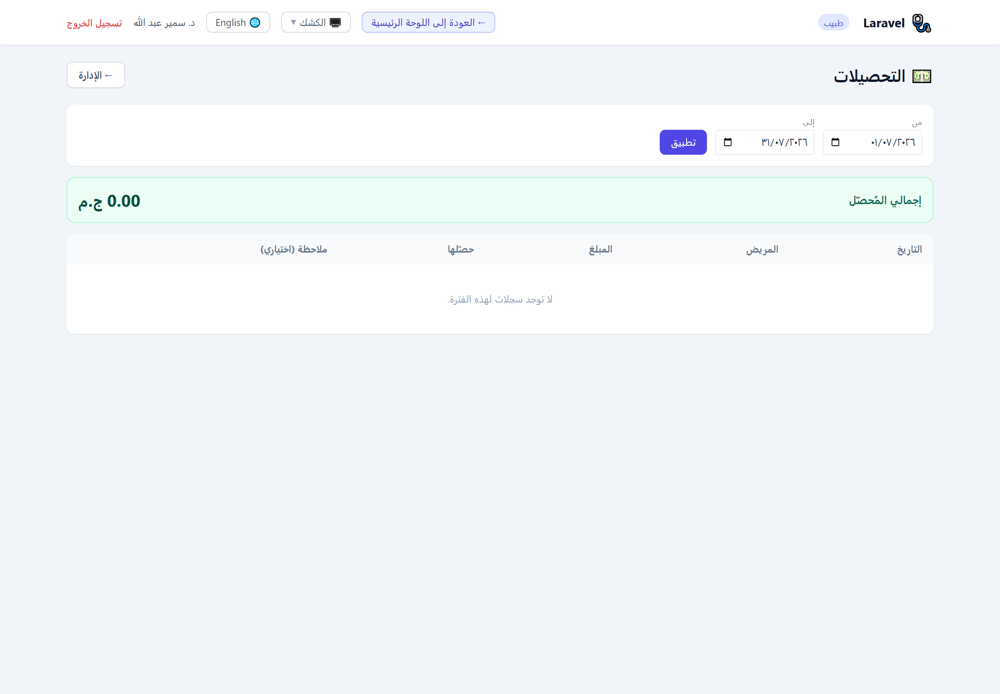 Laravel طبيب ← العودة إلى اللوحة الرئيسية الكشك ▼ English د. سمير عبد الله تسجيل الخروج
التحصيلات ← الإدارة
من إلى
٠١/٠٧/٢٠٢٦ ٣١/٠٧/٢٠٢٦ تطبيق
إجمالي المُحصّل 0.00 ج.م
التاريخ المريض المبلغ حصّلها ملاحظة (اختياري)
لا توجد سجلات لهذه الفترة.